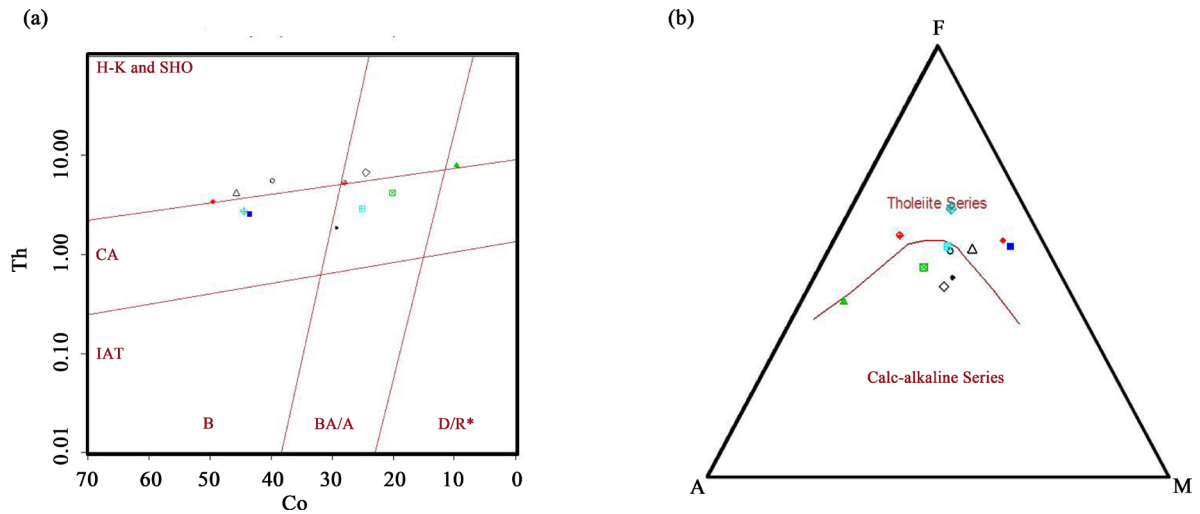 (a)
H-K and SHO
CA
IAT
B
BA/A
D/R*
Th
10.00
1.00
0.10
0.01
70
60
50
40
30
20
10
0
Co
(b)
F
Tholeiite Series
Calc-alkaline Series
A
M